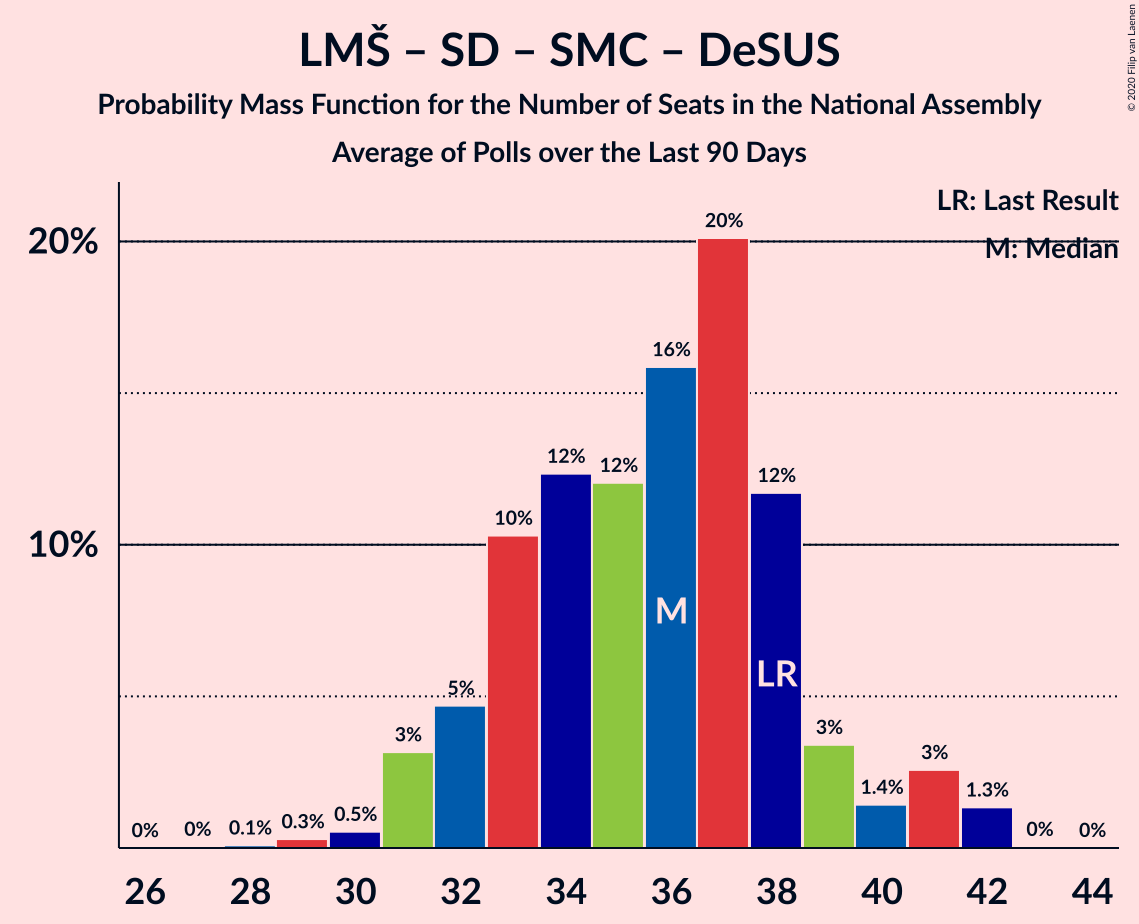 LMŠ – SD – SMC – DeSUS
Probability Mass Function for the Number of Seats in the National Assembly
Average of Polls over the Last 90 Days
© 2020 Filip van Laenen
LR: Last Result
M: Median
20%
10%
0%
0%
0.1%
0.3%
0.5%
3%
5%
10%
12%
12%
16%
20%
12%
3%
1.4%
3%
1.3%
0%
0%
M
LR
26 28 30 32 34 36 38 40 42 44